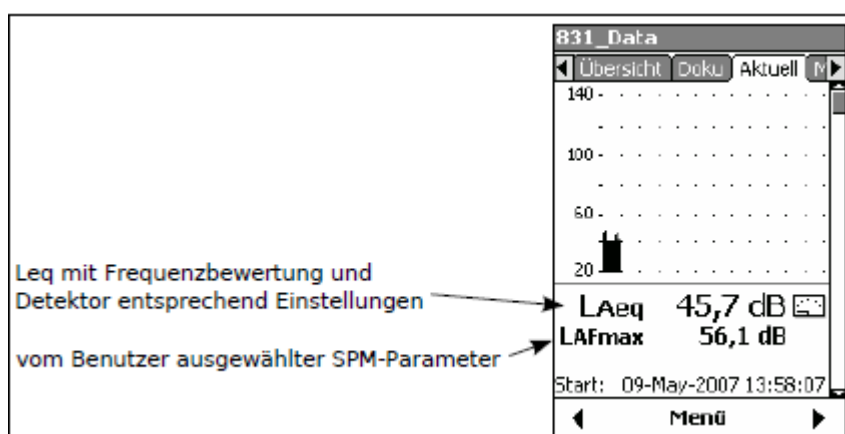 831_Data
Übersicht Doku Aktuell M
140
100
60
20
Leq mit Frequenzbewertung und
Detektor entsprechend Einstellungen
LAeq 45,7 dB
LAFmax 56,1 dB
vom Benutzer ausgewählter SPM-Parameter
Start: 09-May-2007 13:58:07
Menü